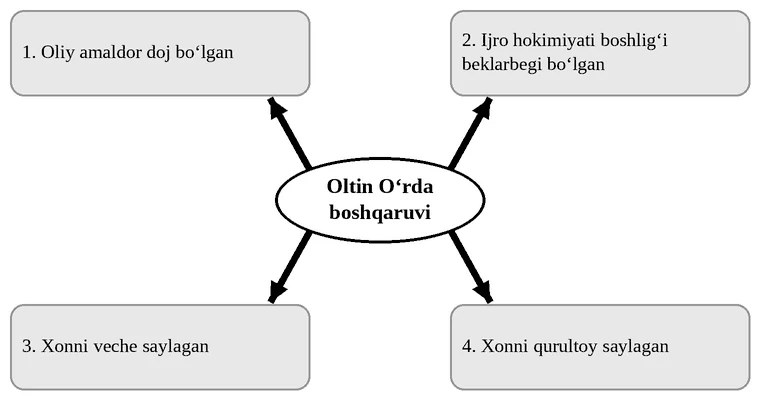 1. Oliy amaldor doj bo‘lgan
2. Ijro hokimiyati boshlig‘i
beklarbegi bo‘lgan
Oltin O‘rda
boshqaruvi
3. Xonni veche saylagan
4. Xonni qurultoy saylagan